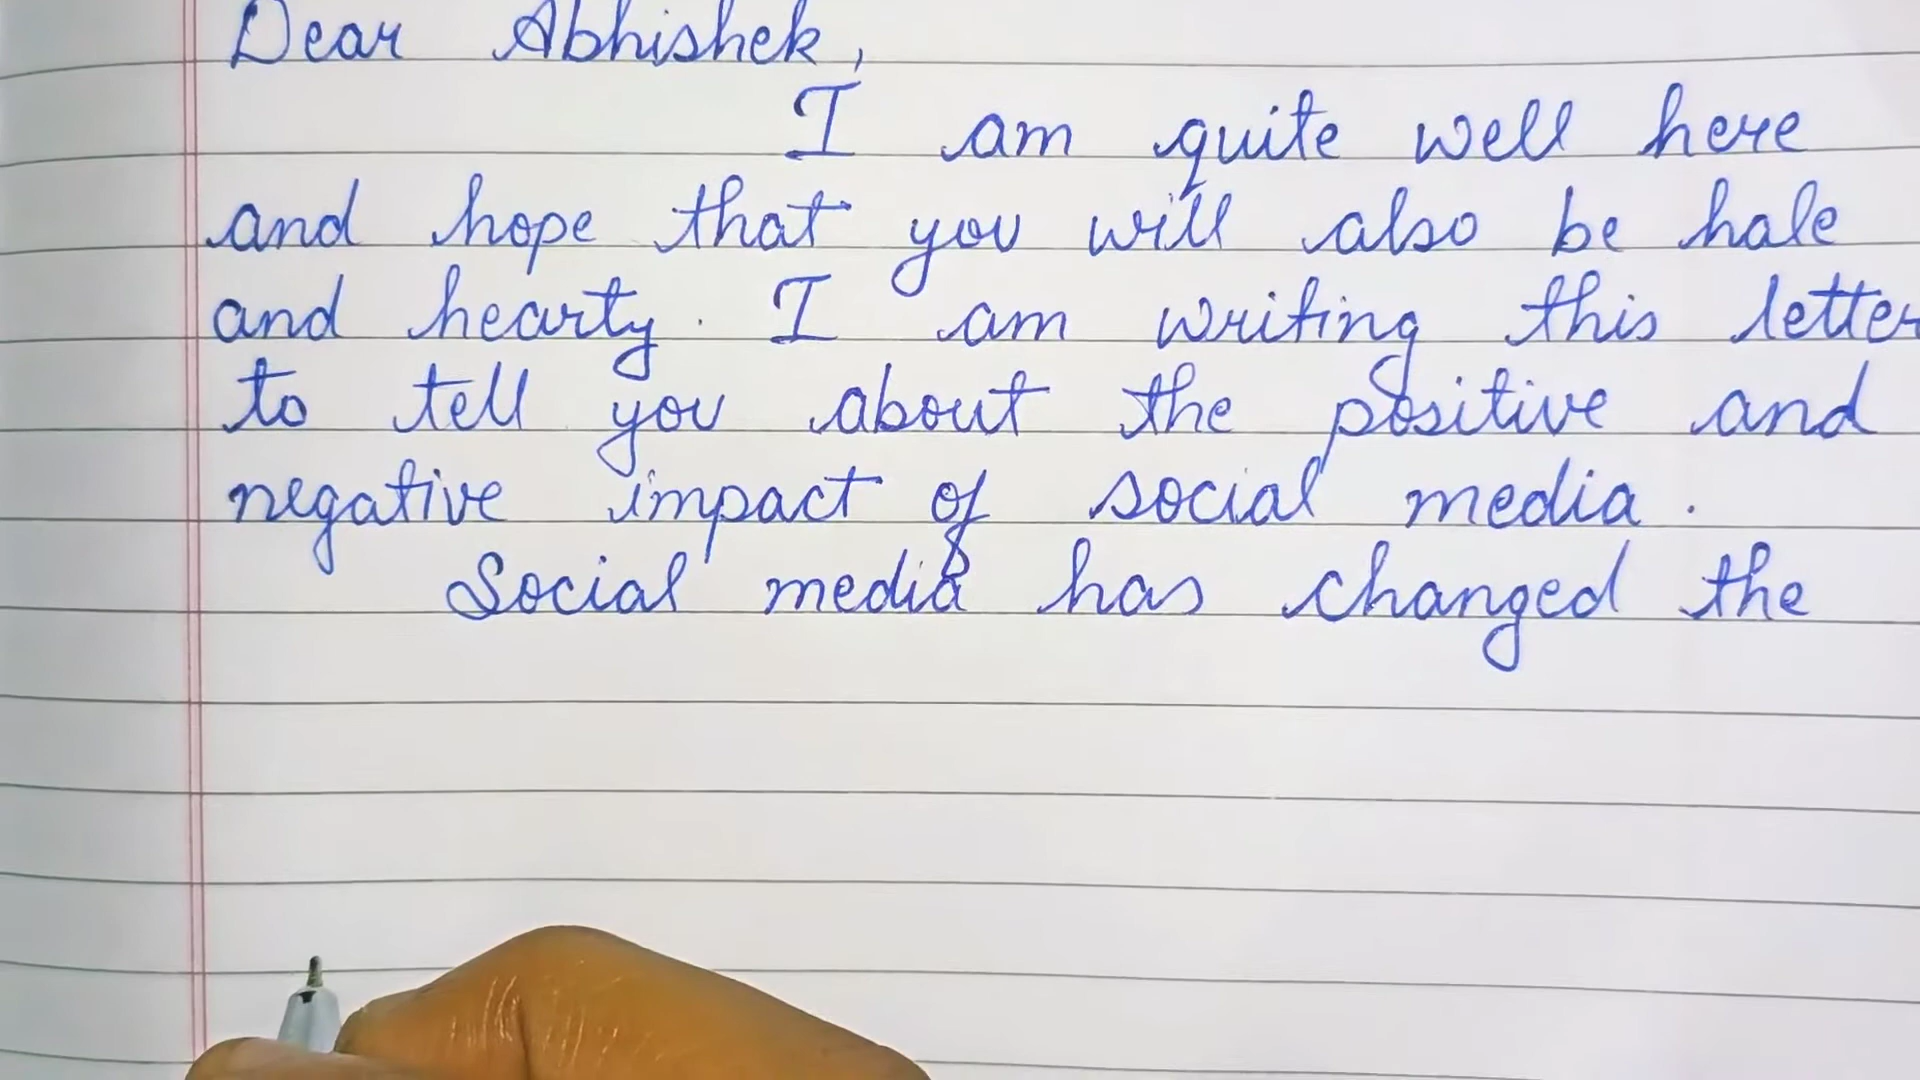 Dear Abhishek,
I am quite well here
and hope that you will also be hale
and hearty. I am writing this letter
to tell you about the positive and
negative impact of social media.
Social media has changed the